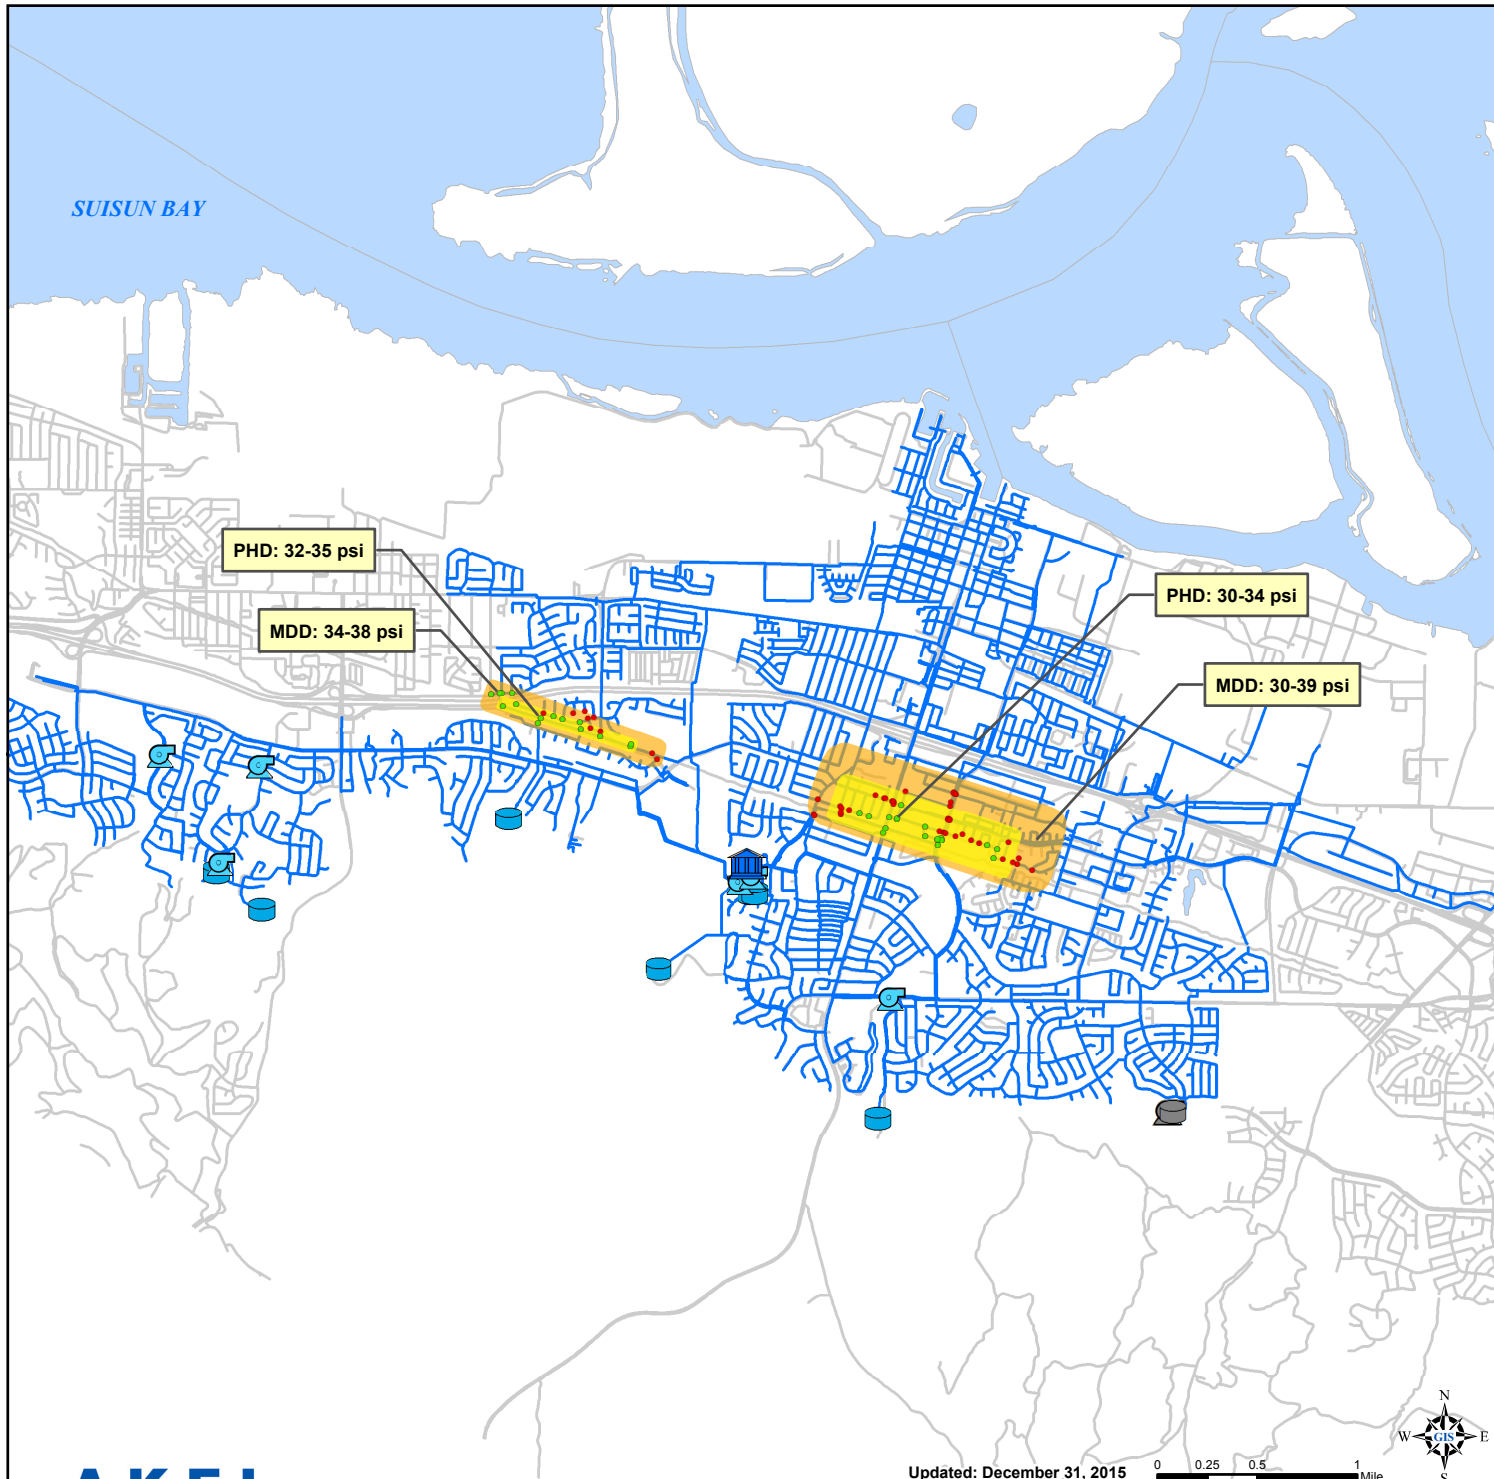 SUISUN BAY
PHD: 32-35 psi
MDD: 34-38 psi
PHD: 30-34 psi
MDD: 30-39 psi
N
W GIS E
S
Updated: December 31, 2015
0 0.25 0.5 1
Mile